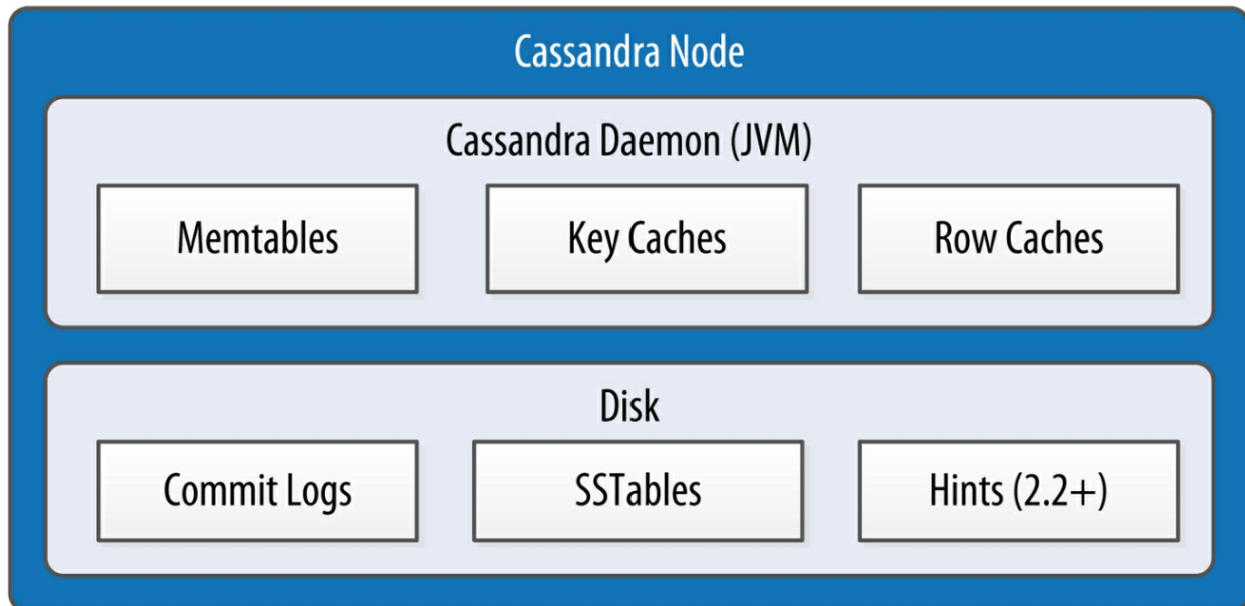 Cassandra Node
Cassandra Daemon (JVM)
Memtables
Key Caches
Row Caches
Disk
Commit Logs
SSTables
Hints (2.2+)